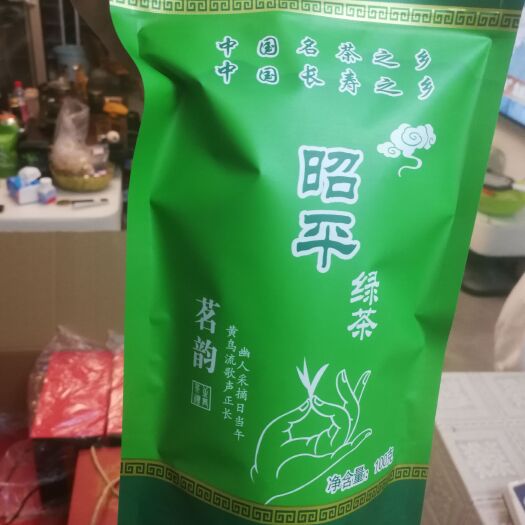 中国名茶之乡
中国长寿之乡
昭平
绿茶
茗韵
幽人采摘日当午
黄鸟流歌声正长
净含量: 100克